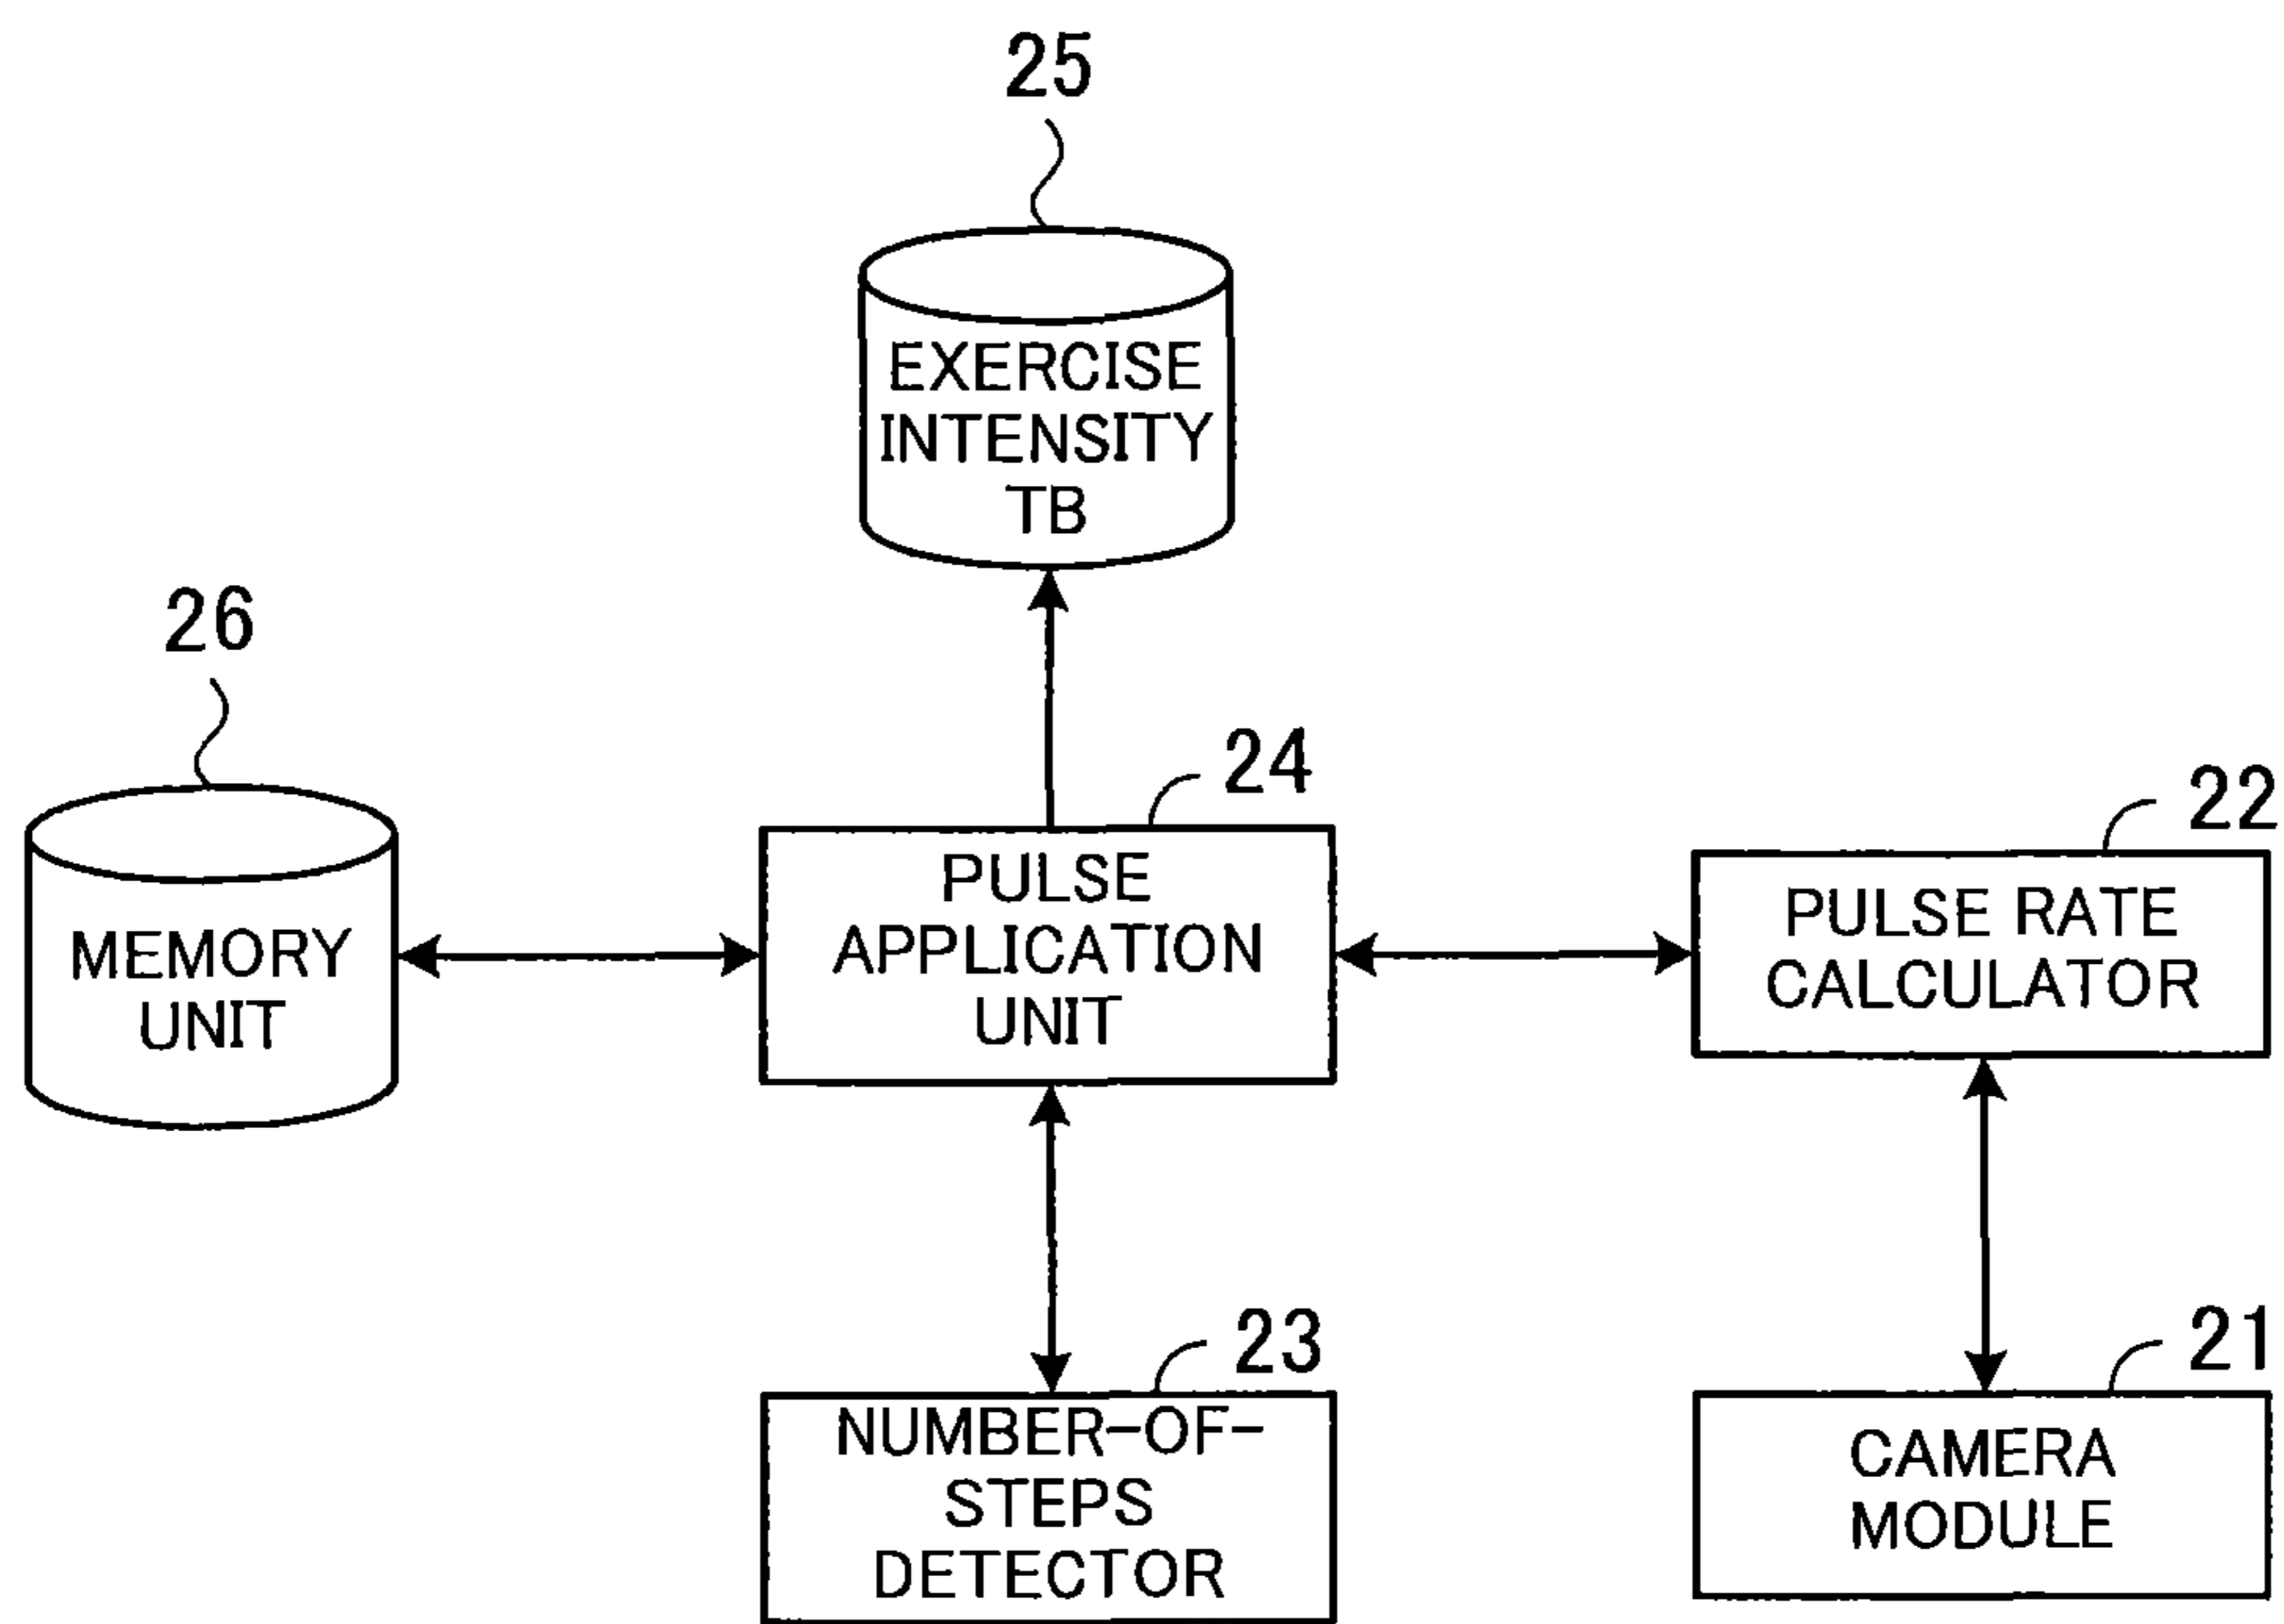 25
EXERCISE
INTENSITY
TB
26
MEMORY
UNIT
24
PULSE
APPLICATION
UNIT
22
PULSE RATE
CALCULATOR
23
NUMBER-OF-
STEPS
DETECTOR
21
CAMERA
MODULE